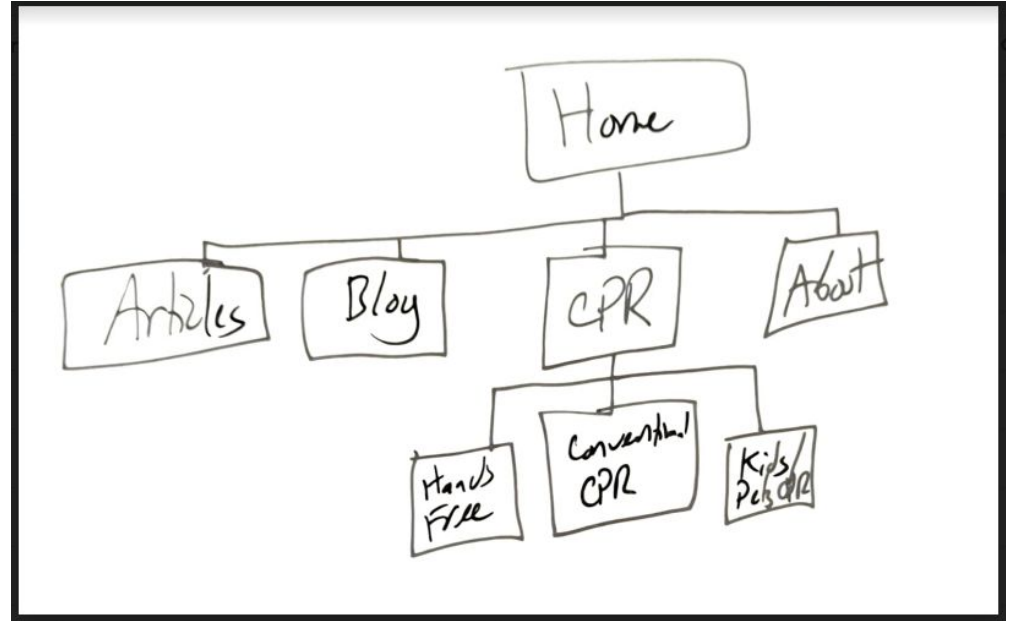 Home
Articles
Blog
CPR
About
Hands
Free
Conventional
CPR
Kids/
Pets CPR